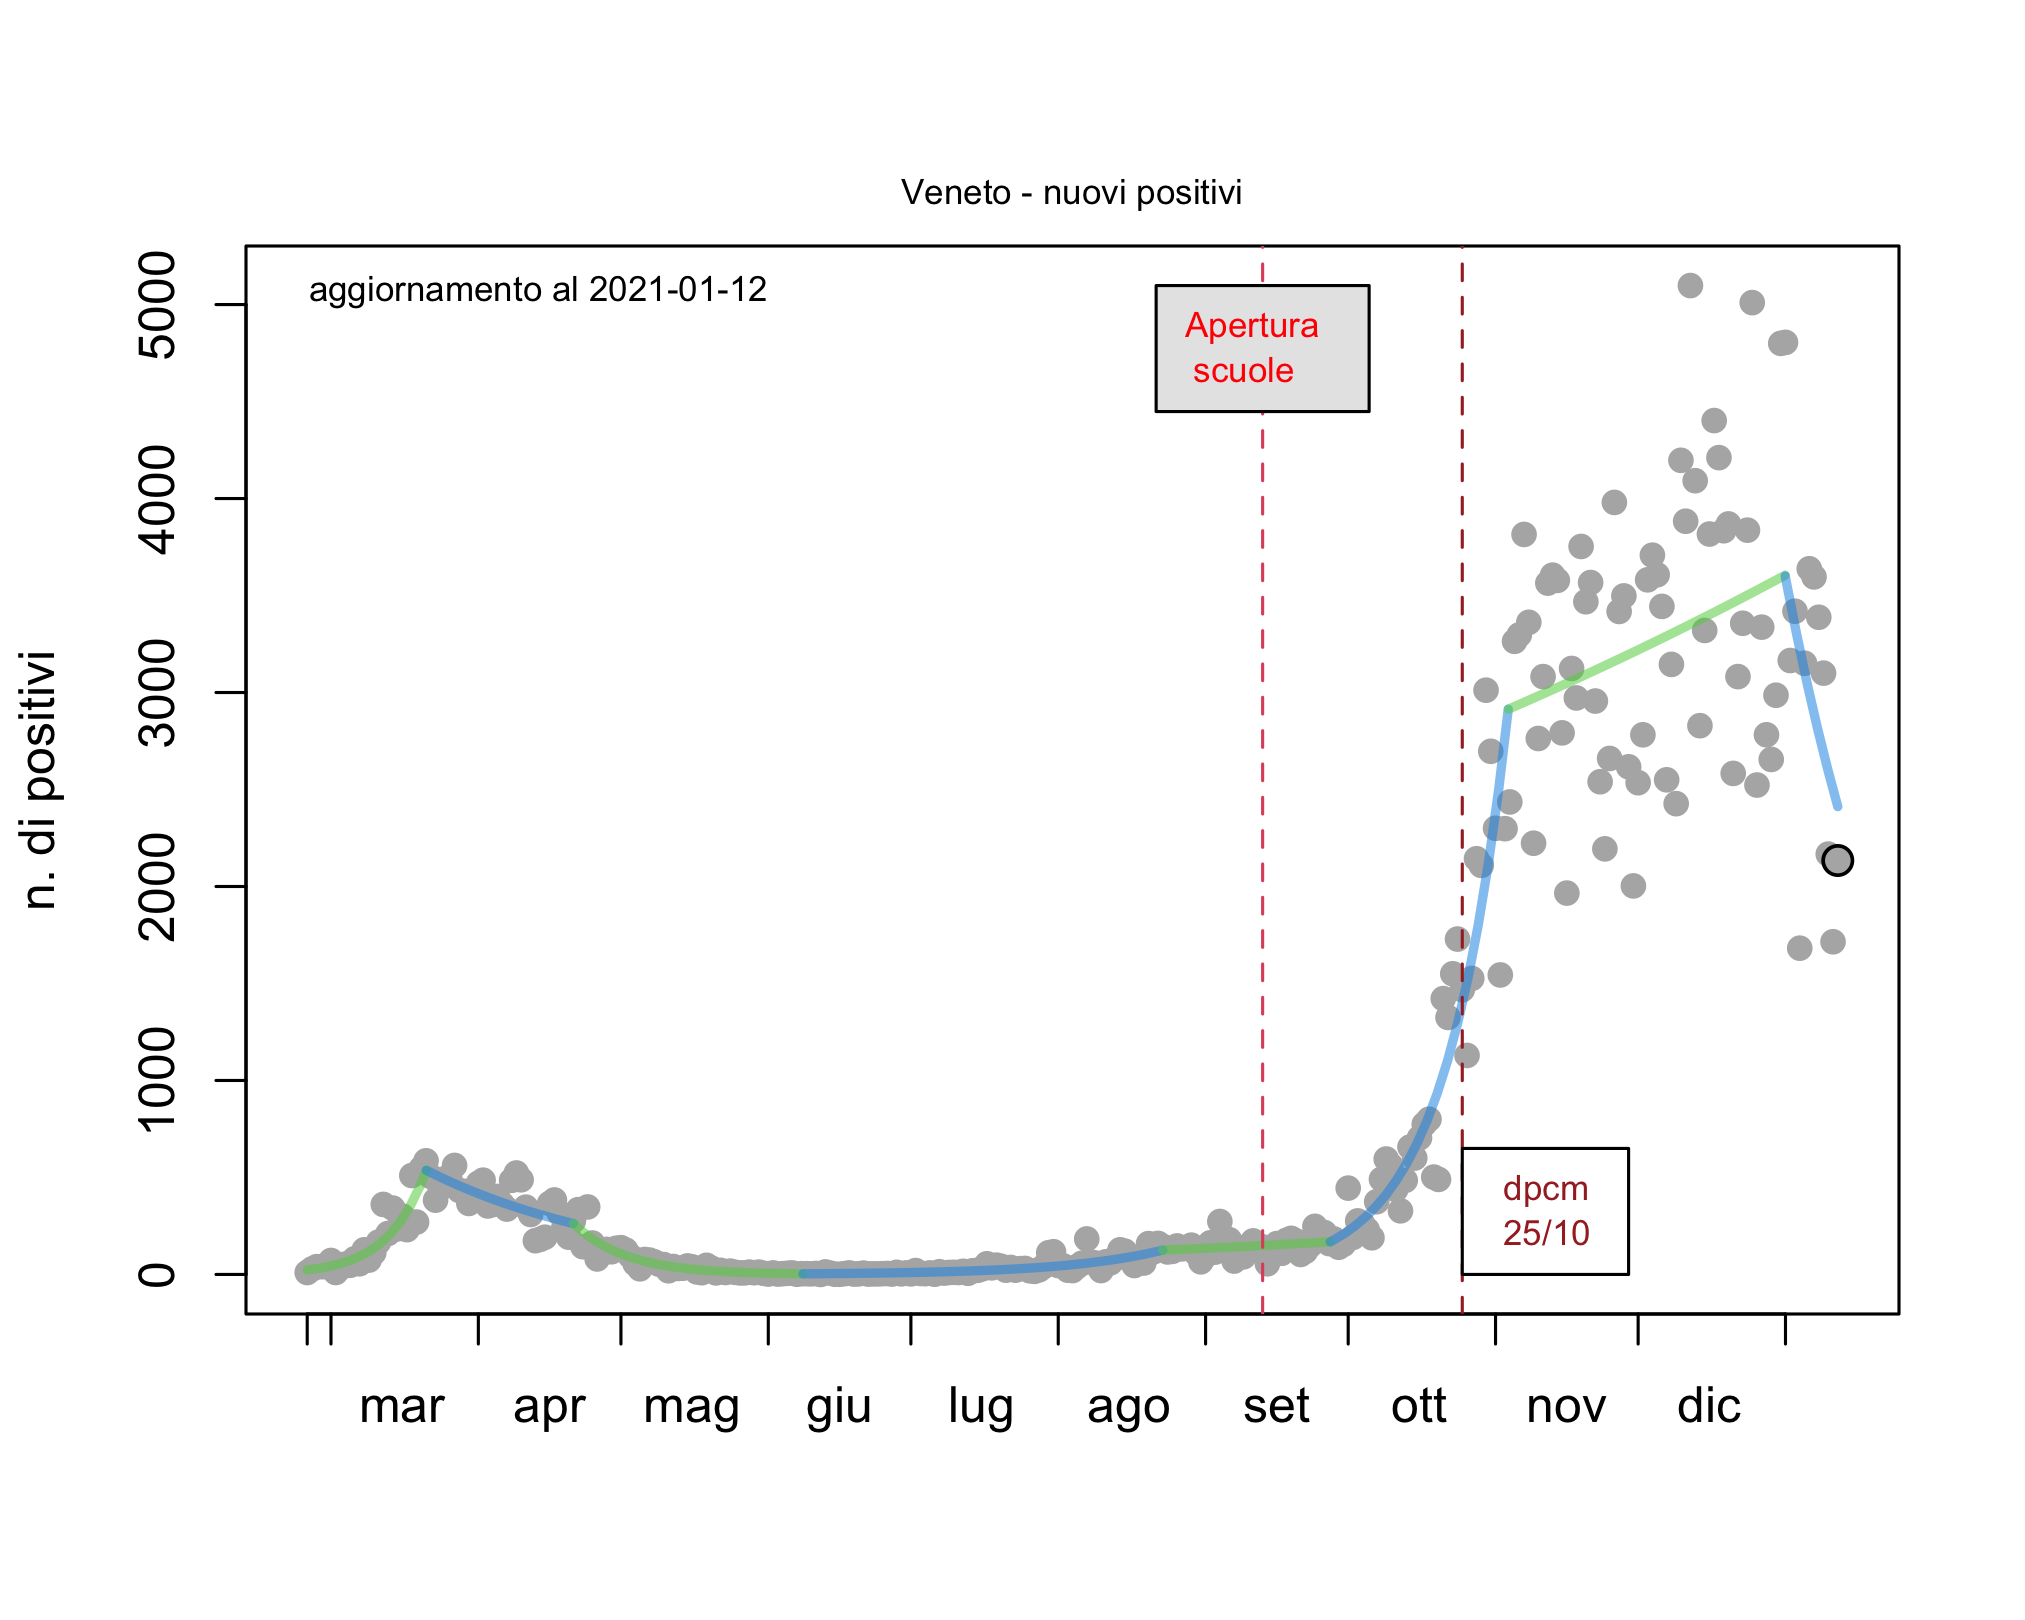 Veneto - nuovi positivi
aggiornamento al 2021-01-12
Apertura
scuole
dpcm
25/10
n. di positivi
5000
4000
3000
2000
1000
0
mar apr mag giu lug ago set ott nov dic